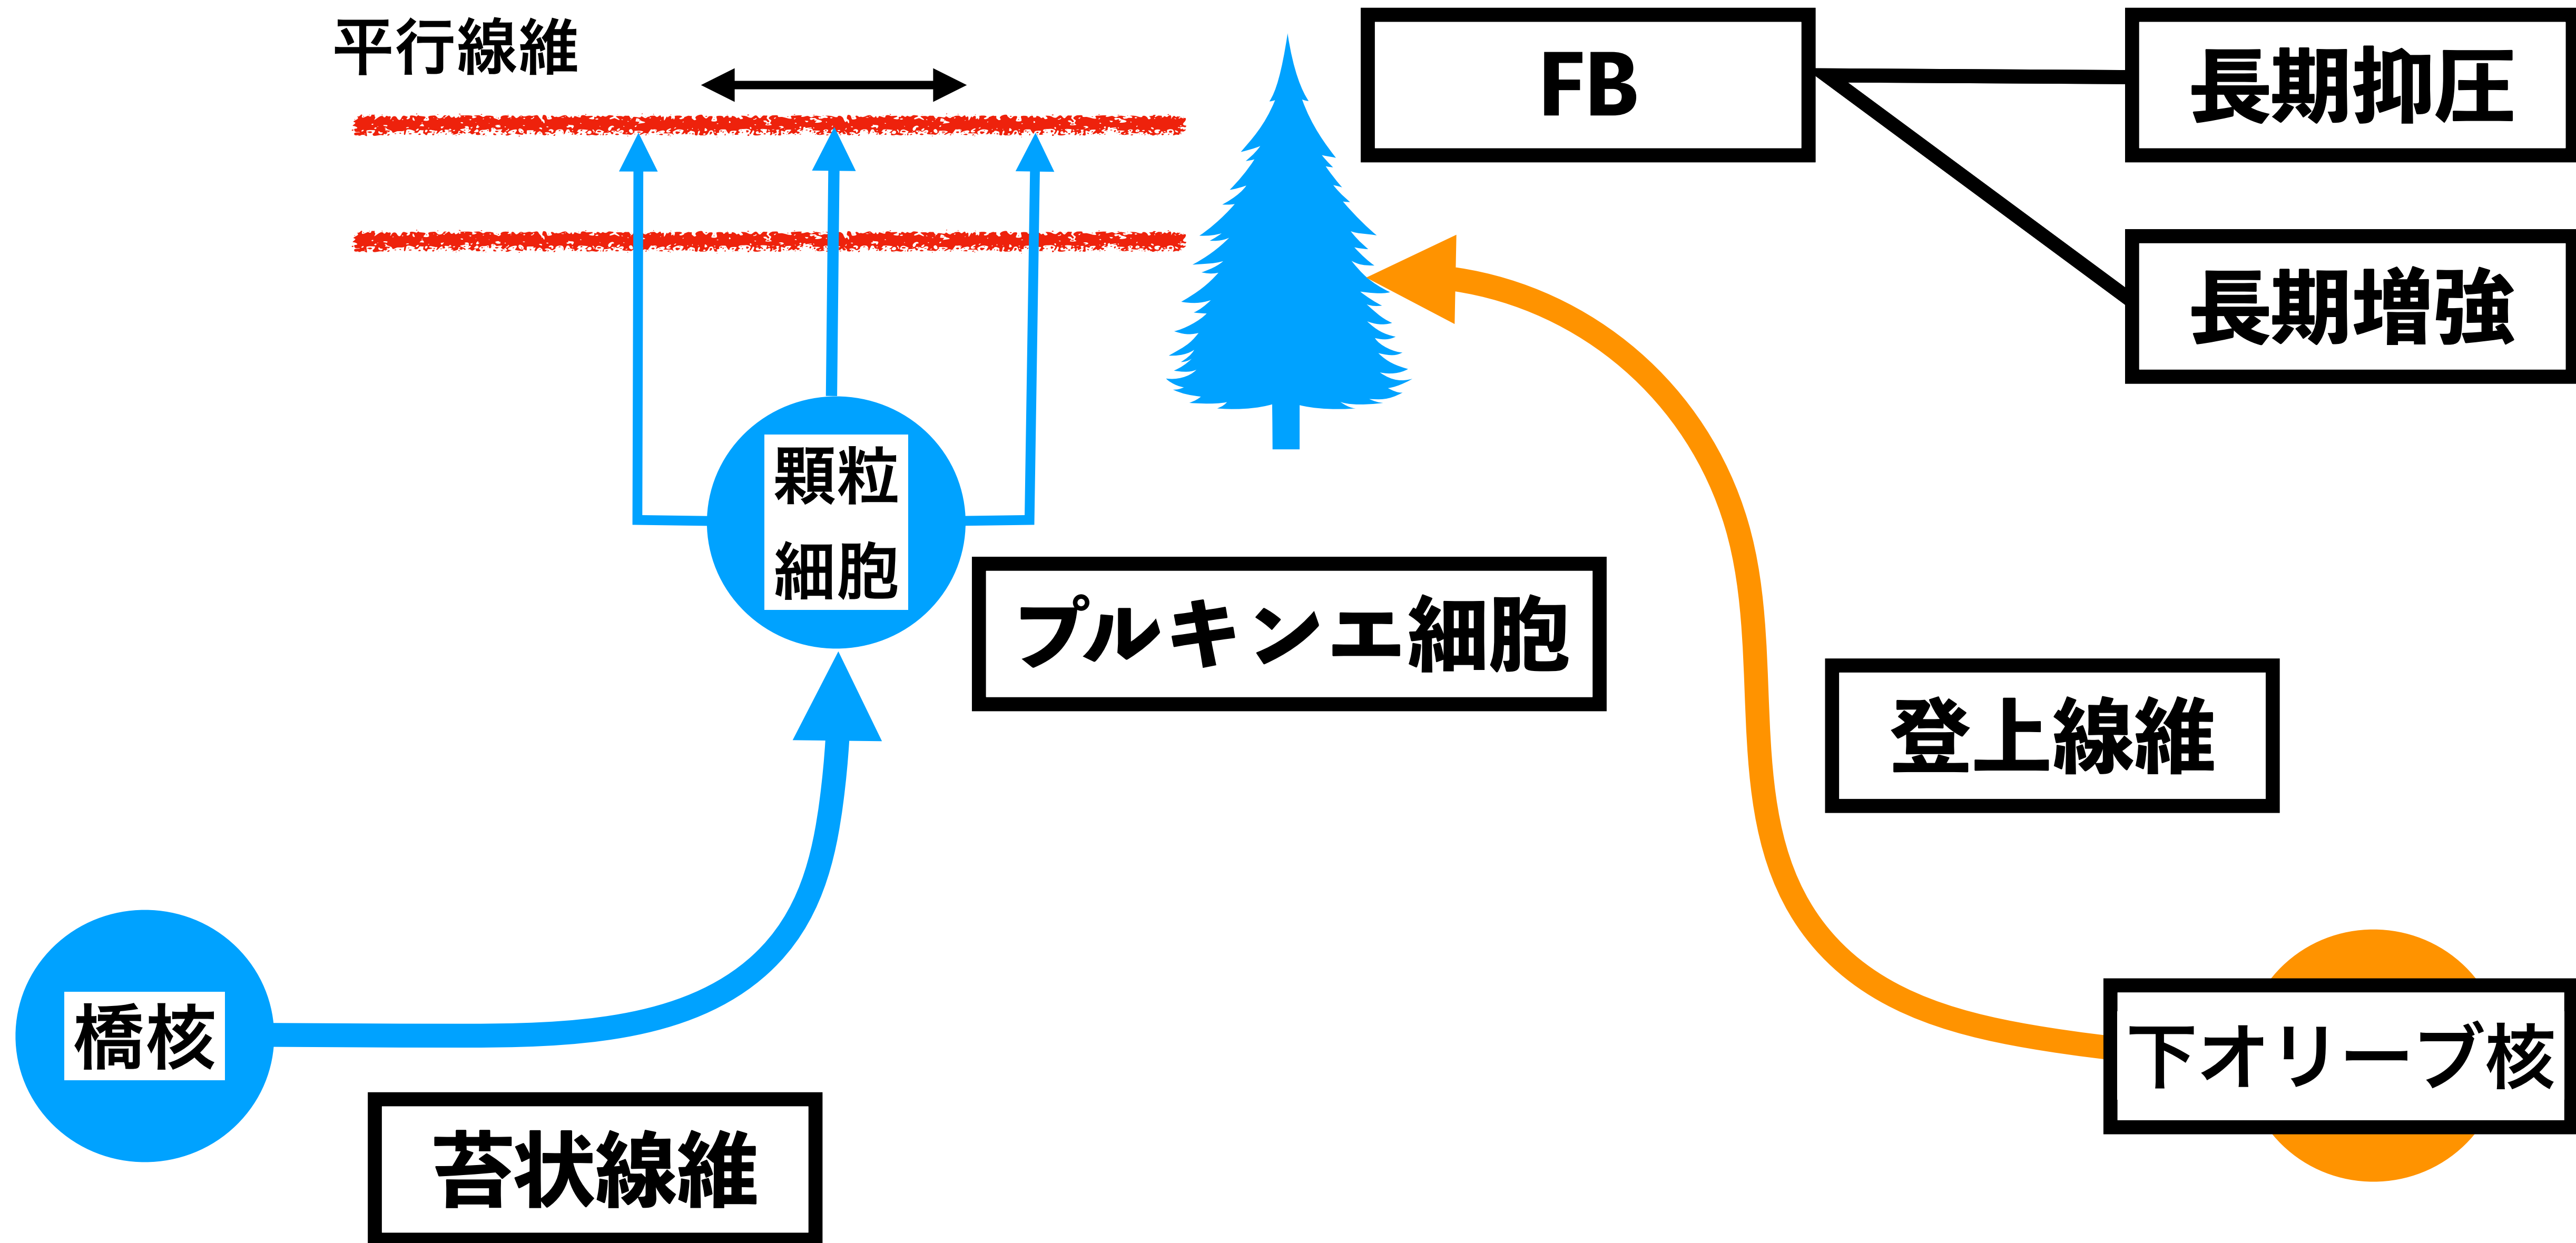 平行線維
FB
長期抑圧
長期増強
顆粒
細胞
プルキンエ細胞
登上線維
橋核
下オリーブ核
苔状線維